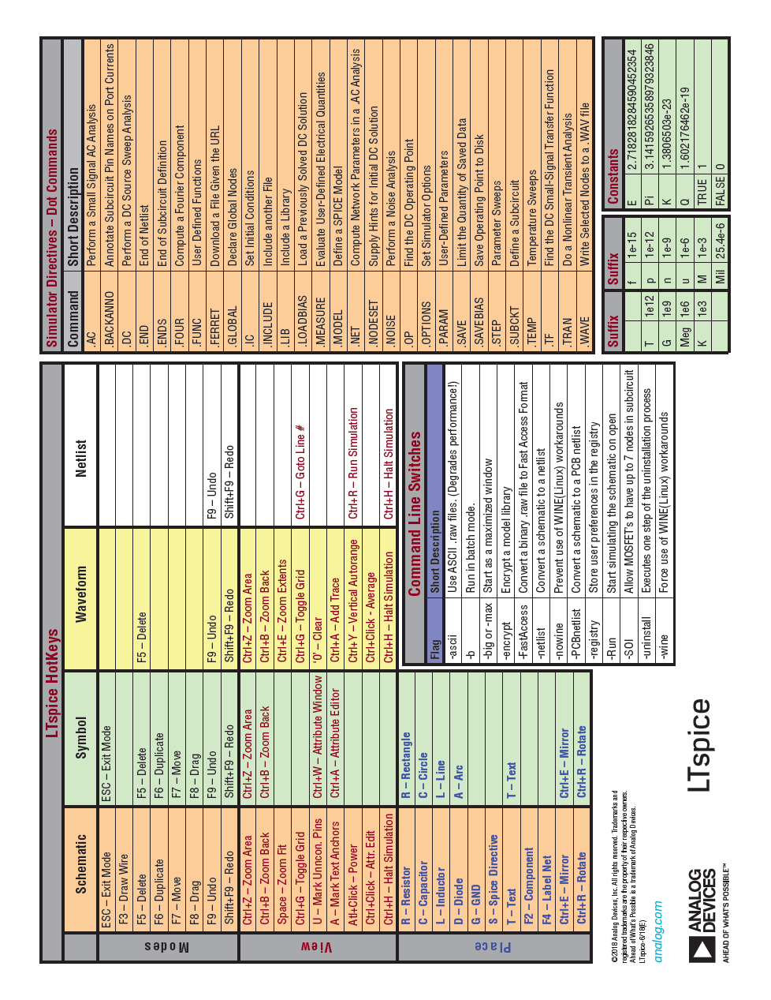 LTspice HotKeys
Schematic Symbol Waveform Netlist
Modes
ESC – Exit Mode ESC – Exit Mode
F3 – Draw Wire
F5 – Delete F5 – Delete F5 – Delete
F6 – Duplicate F6 – Duplicate
F7 – Move F7 – Move
F8 – Drag F8 – Drag
F9 – Undo F9 – Undo F9 – Undo F9 – Undo
Shift+F9 – Redo Shift+F9 – Redo Shift+F9 – Redo Shift+F9 – Redo
View
Ctrl+Z – Zoom Area Ctrl+Z – Zoom Area Ctrl+Z – Zoom Area
Ctrl+B – Zoom Back Ctrl+B – Zoom Back Ctrl+B – Zoom Back
Space – Zoom Fit Ctrl+E – Zoom Extents
Ctrl+G – Toggle Grid Ctrl+G – Toggle Grid Ctrl+G – Goto Line #
U – Mark Unncon. Pins Ctrl+W – Attribute Window '0' – Clear
A – Mark Text Anchors Ctrl+A – Attribute Editor Ctrl+A – Add Trace
Alt+Click – Power Ctrl+Y – Vertical Autorange Ctrl+R – Run Simulation
Ctrl+Click – Attr. Edit Ctrl+Click - Average
Ctrl+H – Halt Simulation Ctrl+H – Halt Simulation Ctrl+H – Halt Simulation
Place
R – Resistor R – Rectangle
C – Capacitor C – Circle
L – Inductor L – Line
D – Diode A – Arc
G – GND
S – Spice Directive
T – Text T – Text
F2 – Component
F4 – Label Net
Ctrl+E – Mirror Ctrl+E – Mirror
Ctrl+R – Rotate Ctrl+R – Rotate
Simulator Directives – Dot Commands
Command Short Description
.AC Perform a Small Signal AC Analysis
.BACKANNO Annotate Subcircuit Pin Names on Port Currents
.DC Perform a DC Source Sweep Analysis
.END End of Netlist
.ENDS End of Subcircuit Definition
.FOUR Compute a Fourier Component
.FUNC User Defined Functions
.FERRET Download a File Given the URL
.GLOBAL Declare Global Nodes
.IC Set Initial Conditions
.INCLUDE Include another File
.LIB Include a Library
.LOADBIAS Load a Previously Solved DC Solution
.MEASURE Evaluate User-Defined Electrical Quantities
.MODEL Define a SPICE Model
.NET Compute Network Parameters in a .AC Analysis
.NODESET Supply Hints for Initial DC Solution
.NOISE Perform a Noise Analysis
.OP Find the DC Operating Point
.OPTIONS Set Simulator Options
.PARAM User-Defined Parameters
.SAVE Limit the Quantity of Saved Data
.SAVEBIAS Save Operating Point to Disk
.STEP Parameter Sweeps
.SUBCKT Define a Subcircuit
.TEMP Temperature Sweeps
.TF Find the DC Small-Signal Transfer Function
.TRAN Do a Nonlinear Transient Analysis
.WAVE Write Selected Nodes to a .WAV file
Command Line Switches
Flag Short Description
-ascii Use ASCII .raw files. (Degrades performance!)
-b Run in batch mode.
-big or -max Start as a maximized window
-encrypt Encrypt a model library
-FastAccess Convert a binary .raw file to Fast Access Format
-netlist Convert a schematic to a netlist
-nowine Prevent use of WINE(Linux) workarounds
-PCBnetlist Convert a schematic to a PCB netlist
-registry Store user preferences in the registry
-Run Start simulating the schematic on open
-SOI Allow MOSFET's to have up to 7 nodes in subcircuit
-uninstall Executes one step of the uninstallation process
-wine Force use of WINE(Linux) workarounds
Suffix Suffix Constants
f 1e-15 E 2.7182818284590452354
T 1e12 p 1e-12 Pi 3.14159265358979323846
G 1e9 n 1e-9 K 1.3806503e-23
Meg 1e6 u 1e-6 Q 1.602176462e-19
K 1e3 M 1e-3 TRUE 1
Mil 25.4e-6 FALSE 0
©2018 Analog Devices, Inc. All rights reserved. Trademarks and
registered trademarks are the property of their respective owners.
Ahead of What's Possible is a trademark of Analog Devices.
LTspice-6/18(E)
analog.com
ANALOG
DEVICES
AHEAD OF WHAT'S POSSIBLE™
LTspice